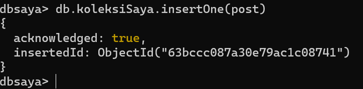 dbsaya> db.koleksiSaya.insertOne(post)
{
  acknowledged: true,
  insertedId: ObjectId("63bccc087a30e79ac1c08741")
}
dbsaya>